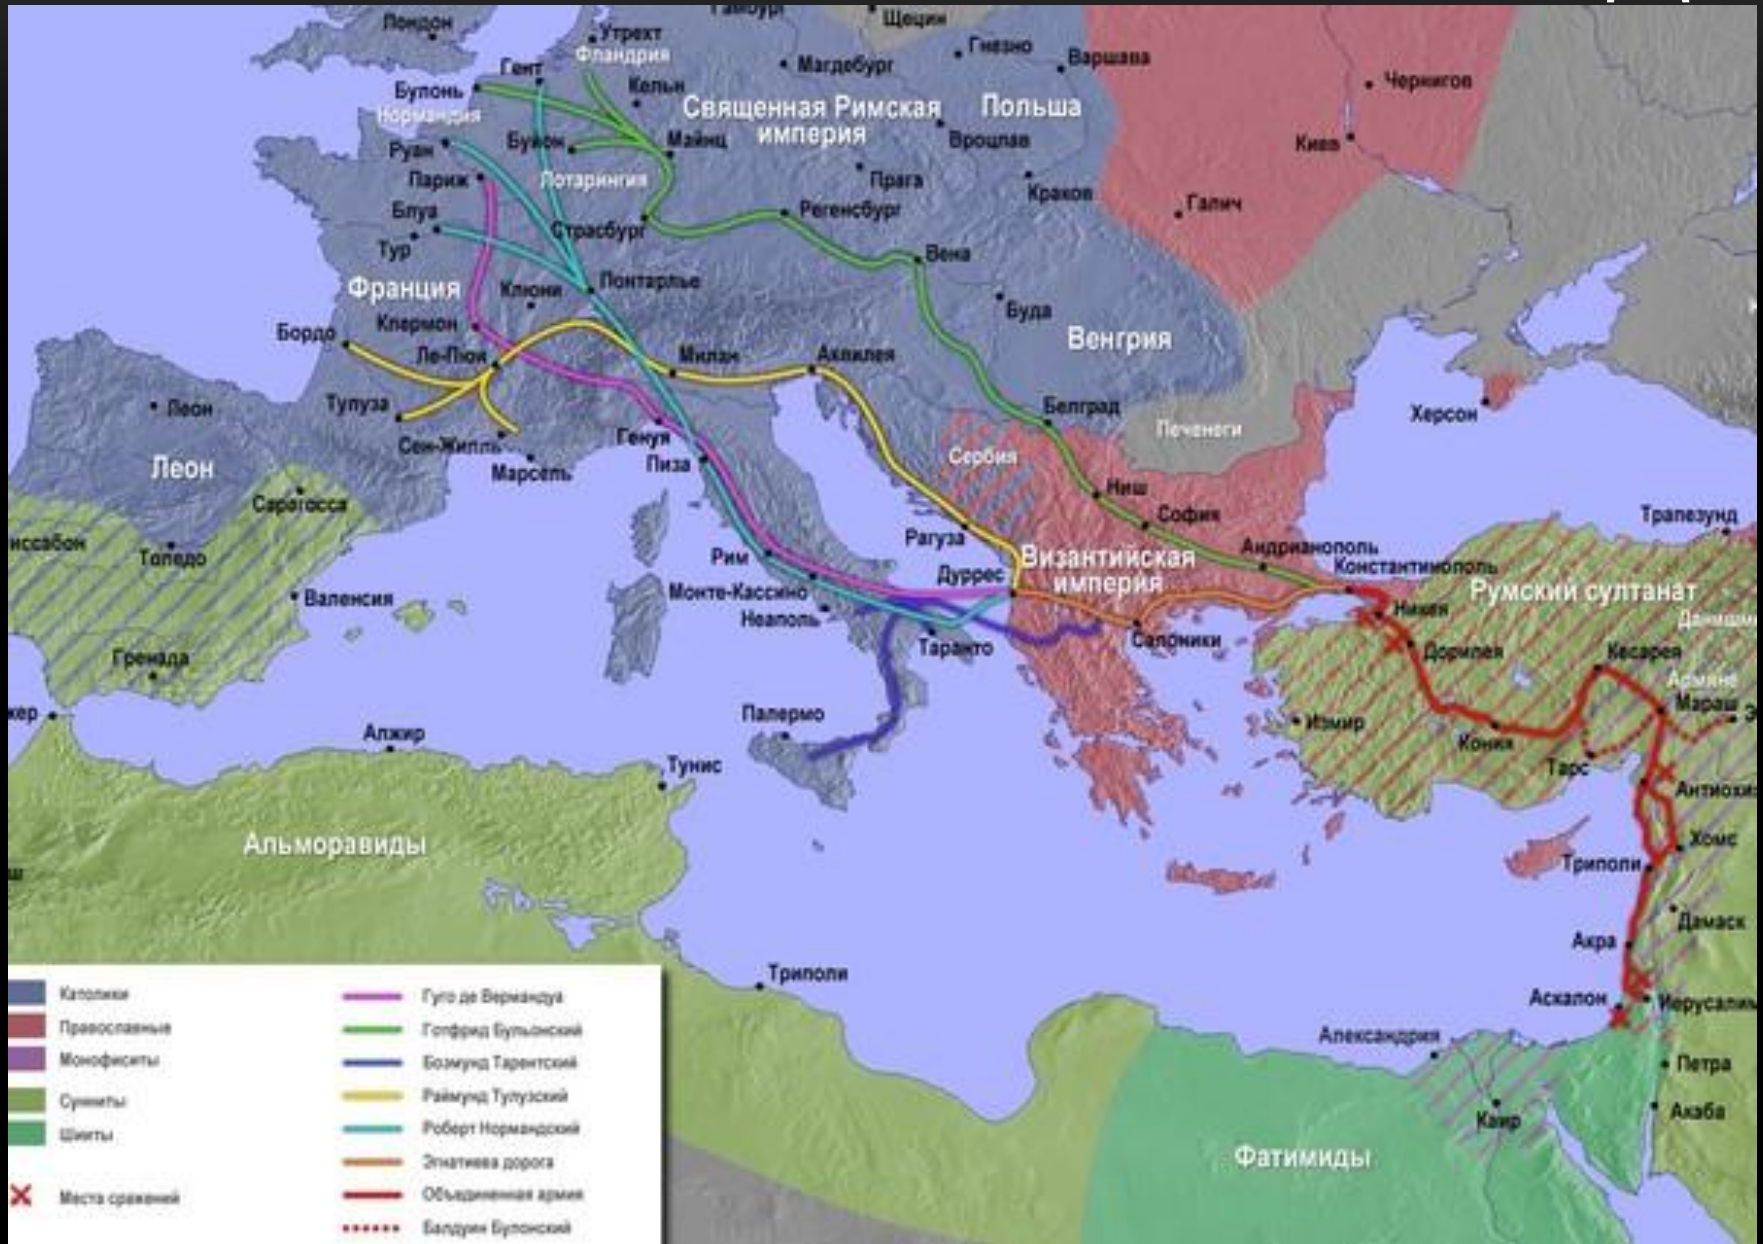 Лондон
Щецин
Утрехт
Фландрия
Гнезно
Варшава
Магдебург
Чернигов
Гент
Кельн
Булонь
Нормандия
Священная Римская
империя
Польша
Буйон
Майнц
Вроцлав
Киев
Руан
Париж
Лотарингия
Прага
Краков
Галич
Блуа
Тур
Страсбург
Регенсбург
Вена
Франция
Клюни
Понтарлье
Буда
Венгрия
Бордо
Клермон
Ле-Пюи
Милан
Аквилея
Леон
Тулуза
Белград
Херсон
Сен-Жилль
Генуя
Печенеги
Леон
Марсель
Пиза
Сербия
Ниш
Сарагосса
София
Трапезунд
иссабон
Толедо
Рагуза
Рим
Византийская
империя
Андрианополь
Константинополь
Дуррес
Валенсия
Монте-Кассино
Неаполь
Румский султанат
Никея
Данишм
Таранто
Салоники
Дорилея
Кесарея
Гренада
Армяне
Мараш
Э
жер
Палермо
Измир
Алжир
Кония
Тунис
Тарс
Антиохи
Альморавиды
Хомс
Триполи
ш
Дамаск
Акра
Триполи
Аскалон
Иерусалим
Александрия
Петра
Каир
Акаба
Фатимиды
Католики
Православные
Монофиситы
Сунниты
Шииты
Места сражений
Гуго де Вермандуа
Готфрид Бульонский
Боэмунд Тарентский
Раймунд Тулузский
Роберт Нормандский
Эгнатиева дорога
Объединенная армия
Балдуин Булонский